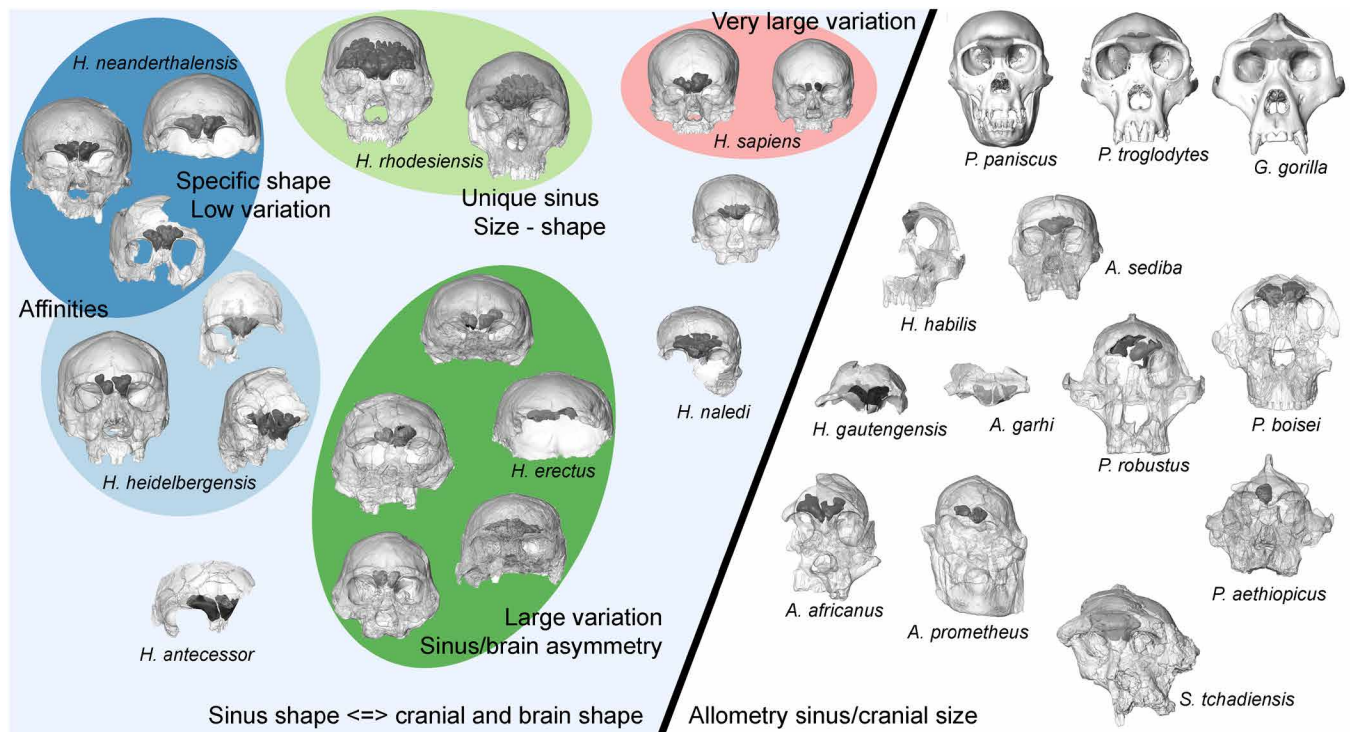 H. neanderthalensis
Specific shape
Low variation
Affinities
H. heidelbergensis
H. antecessor
H. rhodesiensis
Unique sinus
Size - shape
Very large variation
H. sapiens
H. naledi
H. erectus
Large variation
Sinus/brain asymmetry
Sinus shape <=> cranial and brain shape
P. paniscus
P. troglodytes
G. gorilla
H. habilis
A. sediba
H. gautengensis
A. garhi
P. robustus
P. boisei
A. africanus
A. prometheus
P. aethiopicus
S. tchadiensis
Allometry sinus/cranial size